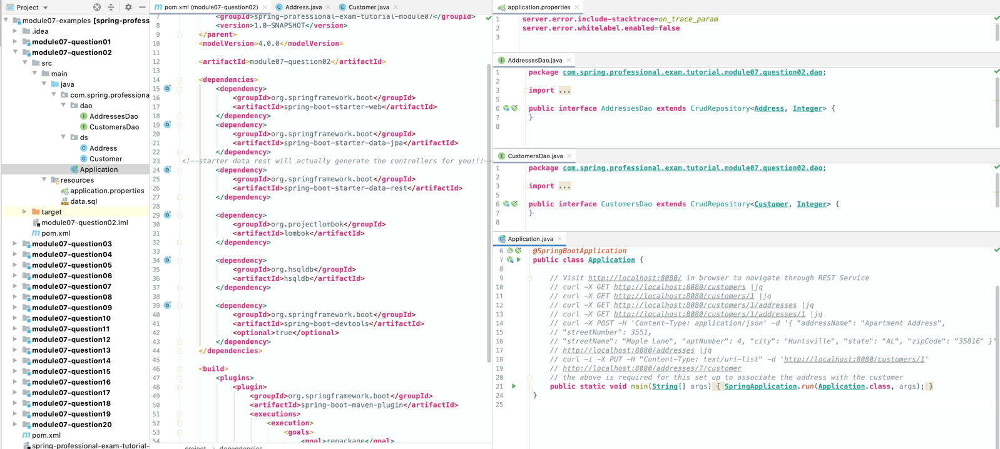 Project
module07-examples [spring-profess
.idea
module07-question01
module07-question02
src
main
java
com.spring.professiona
dao
AddressesDao
CustomersDao
ds
Address
Customer
Application
resources
application.properties
data.sql
target
module07-question02.iml
pom.xml
module07-question03
module07-question04
module07-question05
module07-question06
module07-question07
module07-question08
module07-question09
module07-question10
module07-question11
module07-question12
module07-question13
module07-question14
module07-question15
module07-question16
module07-question17
module07-question18
module07-question19
module07-question20
pom.xml
spring-professional-exam-tutorial-
pom.xml (module07-question02)
Address.java
Customer.java
7 <groupId>spring-professional-exam-tutorial-module07</groupId>
8 <version>1.0-SNAPSHOT</version>
9 </parent>
10 <modelVersion>4.0.0</modelVersion>
11
12 <artifactId>module07-question02</artifactId>
13
14 <dependencies>
15 <dependency>
16 <groupId>org.springframework.boot</groupId>
17 <artifactId>spring-boot-starter-web</artifactId>
18 </dependency>
19 <dependency>
20 <groupId>org.springframework.boot</groupId>
21 <artifactId>spring-boot-starter-data-jpa</artifactId>
22 </dependency>
23 <!--starter data rest will actually generate the controllers for you!!!--
24 <dependency>
25 <groupId>org.springframework.boot</groupId>
26 <artifactId>spring-boot-starter-data-rest</artifactId>
27 </dependency>
28
29 <dependency>
30 <groupId>org.projectlombok</groupId>
31 <artifactId>lombok</artifactId>
32 </dependency>
33
34 <dependency>
35 <groupId>org.hsqldb</groupId>
36 <artifactId>hsqldb</artifactId>
37 </dependency>
38
39 <dependency>
40 <groupId>org.springframework.boot</groupId>
41 <artifactId>spring-boot-devtools</artifactId>
42 <optional>true</optional>
43 </dependency>
44 </dependencies>
45
46 <build>
47 <plugins>
48 <plugin>
49 <groupId>org.springframework.boot</groupId>
50 <artifactId>spring-boot-maven-plugin</artifactId>
51 <executions>
52 <execution>
53 <goals>
54 <goal>repackage</goal>
project > dependencies
application.properties
1 server.error.include-stacktrace=on_trace_param
2 server.error.whitelabel.enabled=false
3
AddressesDao.java
1 package com.spring.professional.exam.tutorial.module07.question02.dao;
2
3 import ...
5
6 public interface AddressesDao extends CrudRepository<Address, Integer> {
7 }
8
CustomersDao.java
1 package com.spring.professional.exam.tutorial.module07.question02.dao;
2
3 import ...
5
6 public interface CustomersDao extends CrudRepository<Customer, Integer> {
7 }
8
Application.java
6 @SpringBootApplication
7 public class Application {
8
9 // Visit http://localhost:8080/ in browser to navigate through REST Service
10 // curl -X GET http://localhost:8080/customers |jq
11 // curl -X GET http://localhost:8080/customers/1 |jq
12 // curl -X GET http://localhost:8080/customers/1/addresses |jq
13 // curl -X GET http://localhost:8080/customers/1/addresses/1 |jq
14 // curl -X POST -H 'Content-Type: application/json' -d '{ "addressName": "Apartment Address",
15 // "streetNumber": 3551,
16 // "streetName": "Maple Lane", "aptNumber": 4, "city": "Huntsville", "state": "AL", "zipCode": "35816" }'
17 // http://localhost:8080/addresses |jq
18 // curl -i -X PUT -H "Content-Type: text/uri-list" -d 'http://localhost:8080/customers/1'
19 // http://localhost:8080/addresses/7/customer
20 // the above is required for this set up to associate the address with the customer
21 public static void main(String[] args) { SpringApplication.run(Application.class, args); }
24 }
25